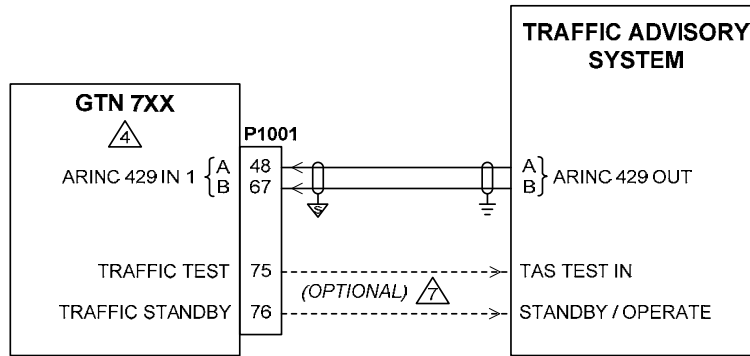 TRAFFIC ADVISORY
SYSTEM
GTN 7XX
4
P1001
ARINC 429 IN 1 { A 48
B 67
S
A } ARINC 429 OUT
B
TRAFFIC TEST 75 TAS TEST IN
(OPTIONAL) 7
TRAFFIC STANDBY 76 STANDBY / OPERATE